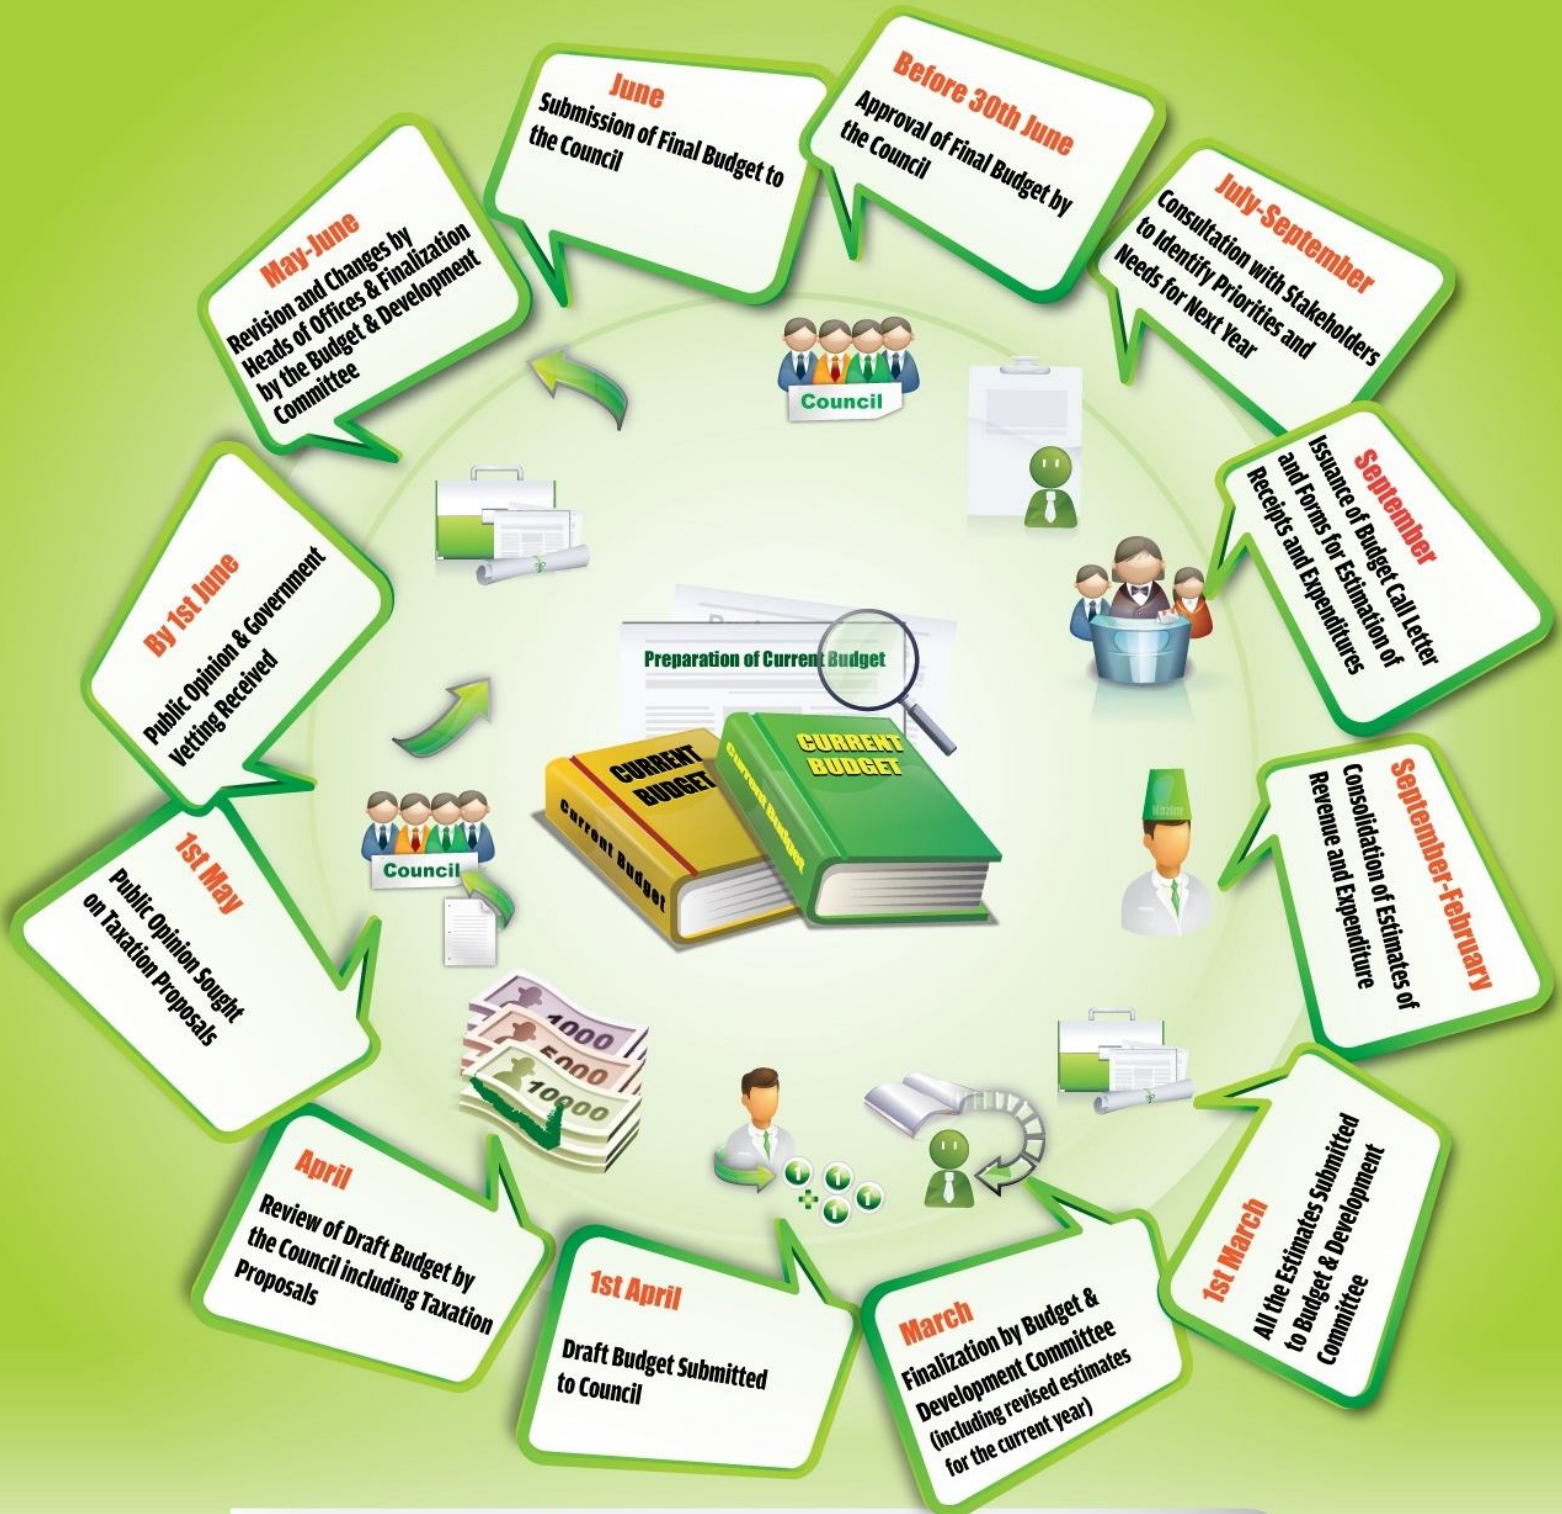 June
Submission of Final Budget to
the Council
Before 30th June
Approval of Final Budget by
the Council
July-September
Consultation with Stakeholders
to Identify Priorities and
Needs for Next Year
September
Issuance of Budget Call Letter
and Forms for Estimation of
Receipts and Expenditures
September-February
Consolidation of Estimates of
Revenue and Expenditure
1st March
All the Estimates Submitted
to Budget & Development
Committee
March
Finalization by Budget &
Development Committee
(including revised estimates
for the current year)
1st April
Draft Budget Submitted
to Council
April
Review of Draft Budget by
the Council including Taxation
Proposals
1st May
Public Opinion Sought
on Taxation Proposals
By 1st June
Public Opinion & Government
Vetting Received
May-June
Revision and Changes by
Heads of Offices & Finalization
by the Budget & Development
Committee
Council
Preparation of Current Budget
CURRENT
BUDGET
Current Budget
CURRENT
BUDGET
Current Budget
Nazim
Council
1000
5000
10000
1
1
1
+
1